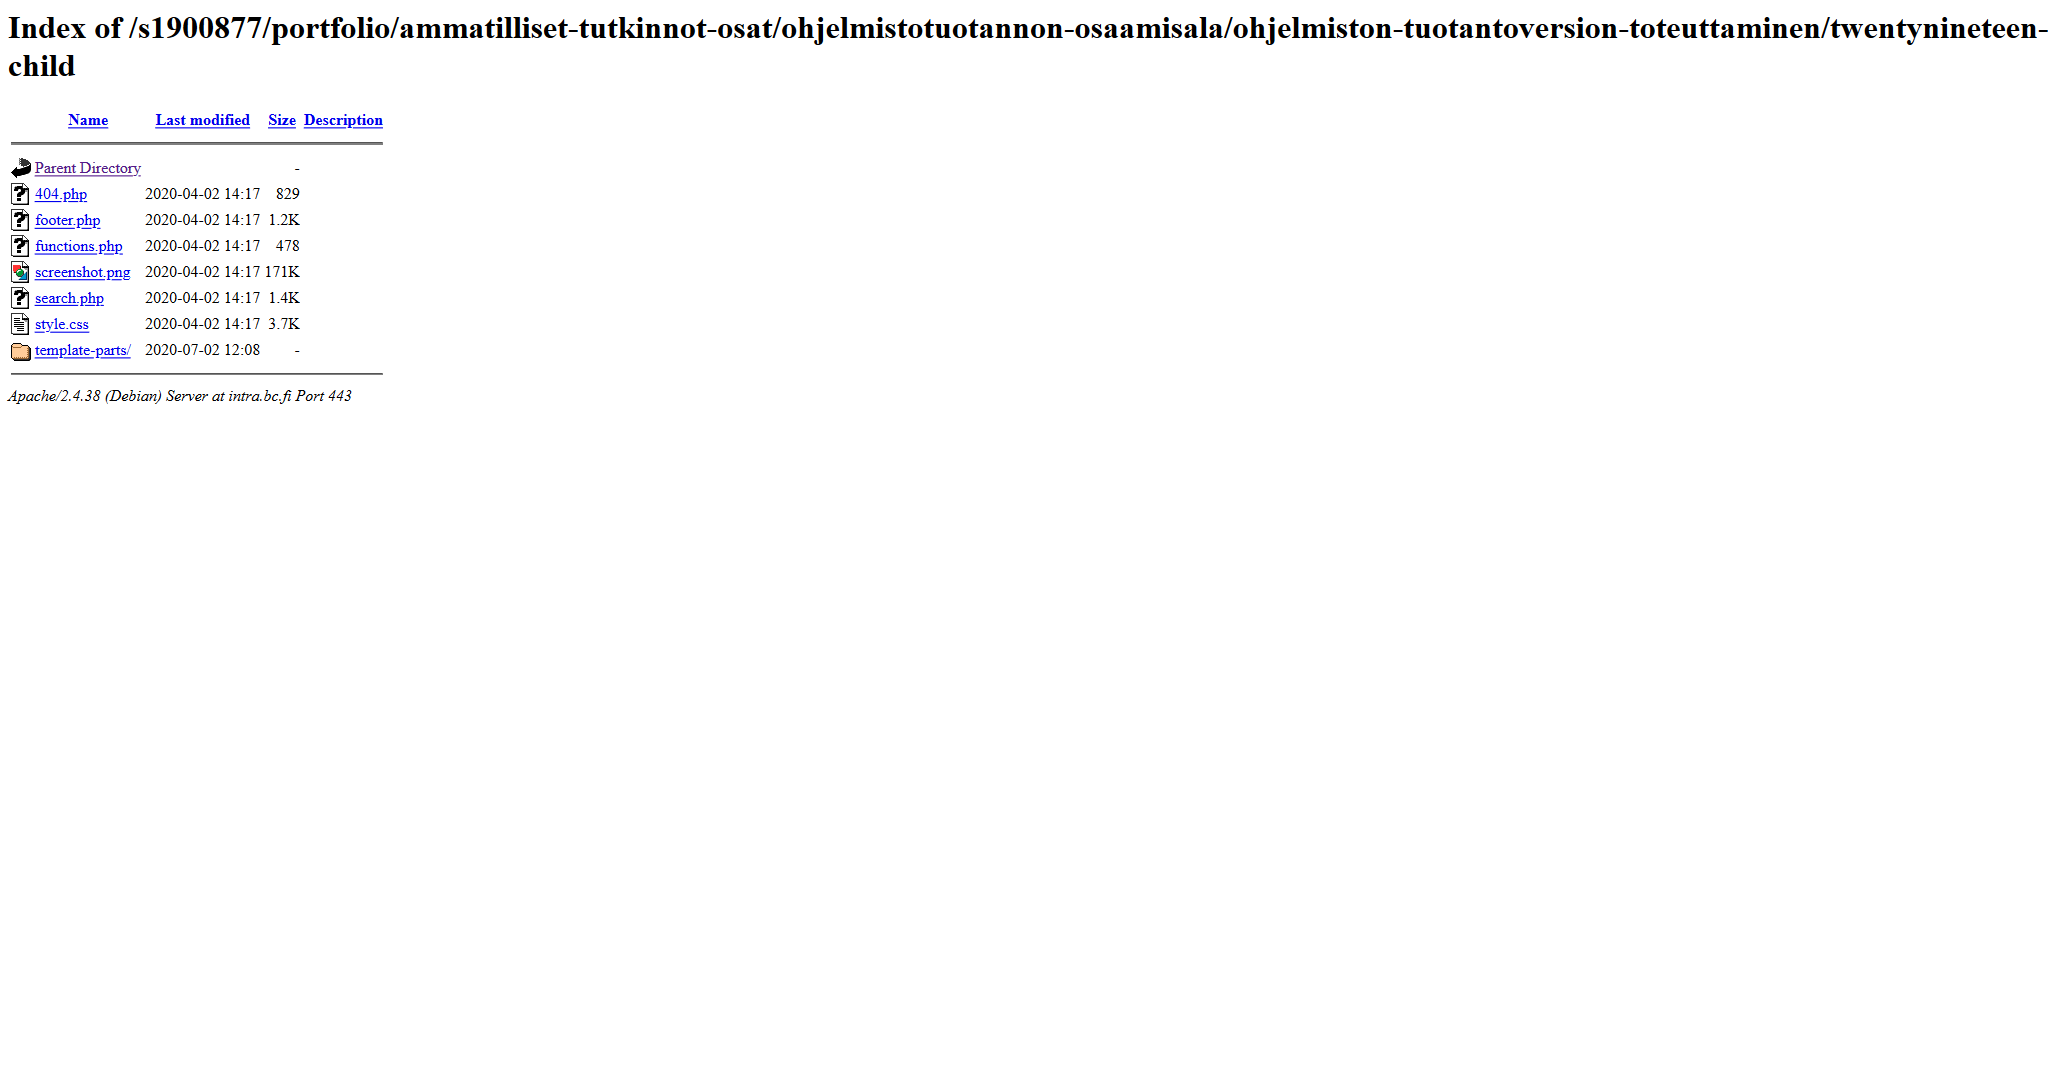 Index of /s1900877/portfolio/ammatilliset-tutkinnot-osat/ohjelmistotuotannon-osaamisala/ohjelmiston-tuotantoversion-toteuttaminen/twentynineteen-
child
Name Last modified Size Description
Parent Directory -
404.php 2020-04-02 14:17 829
footer.php 2020-04-02 14:17 1.2K
functions.php 2020-04-02 14:17 478
screenshot.png 2020-04-02 14:17 171K
search.php 2020-04-02 14:17 1.4K
style.css 2020-04-02 14:17 3.7K
template-parts/ 2020-07-02 12:08 -
Apache/2.4.38 (Debian) Server at intra.bc.fi Port 443